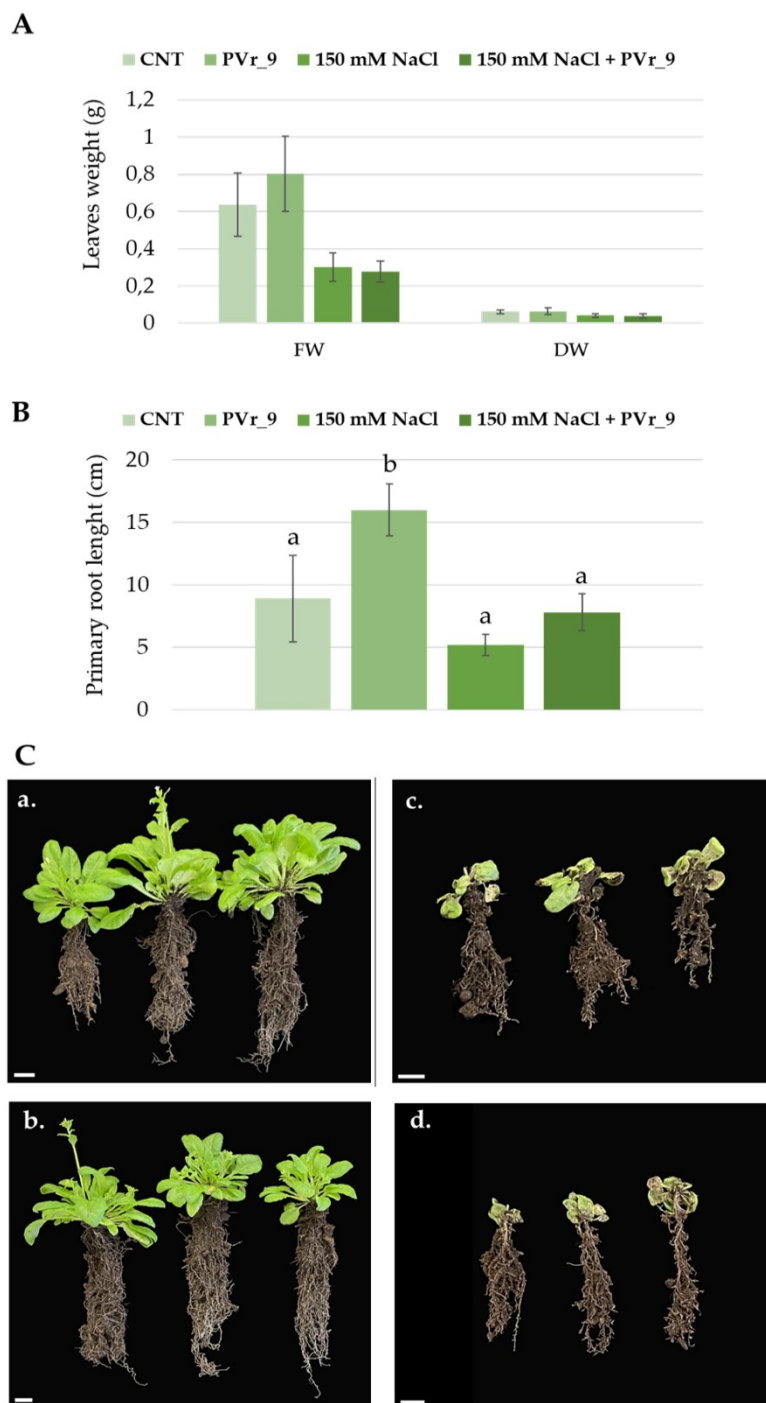 A
CNT PVr_9 150 mM NaCl 150 mM NaCl + PVr_9
Leaves weight (g)
1,2
1
0,8
0,6
0,4
0,2
0
FW DW
B
CNT PVr_9 150 mM NaCl 150 mM NaCl + PVr_9
Primary root lenght (cm)
20
15
10
5
0
a b a a
C
a. c.
b. d.